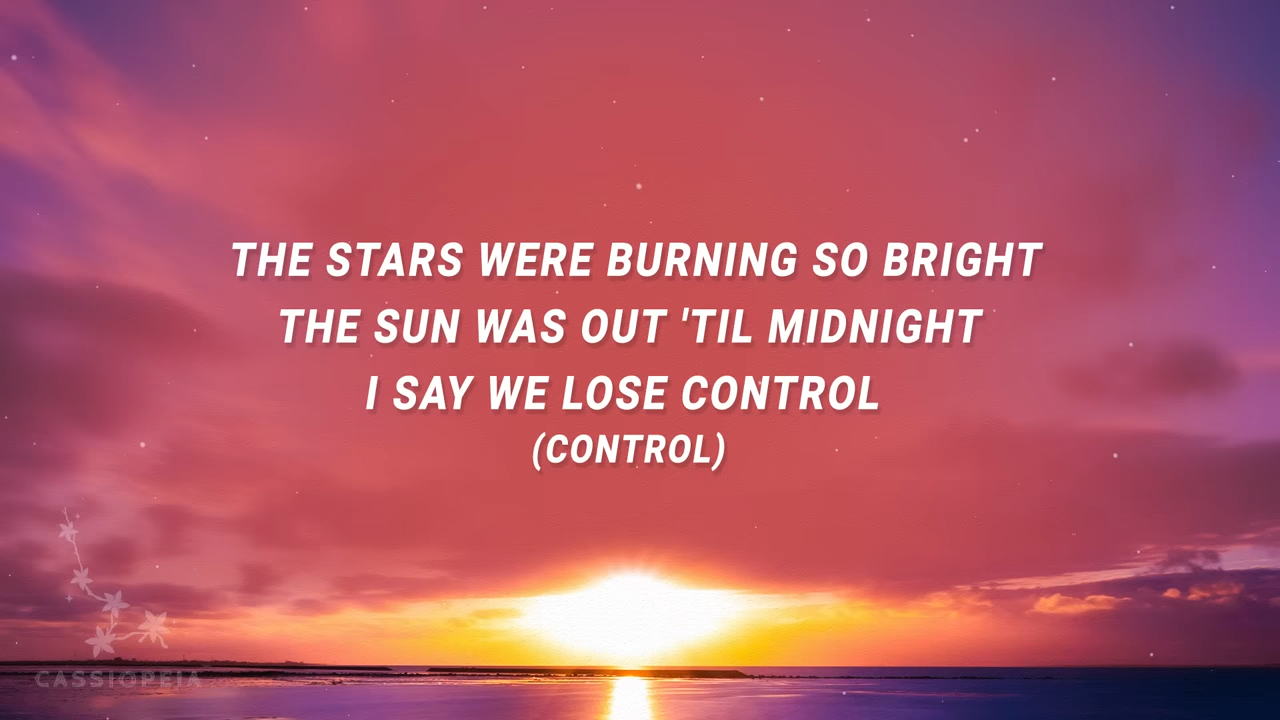 THE STARS WERE BURNING SO BRIGHT
THE SUN WAS OUT 'TIL MIDNIGHT
I SAY WE LOSE CONTROL
(CONTROL)
CASSIOPEIA